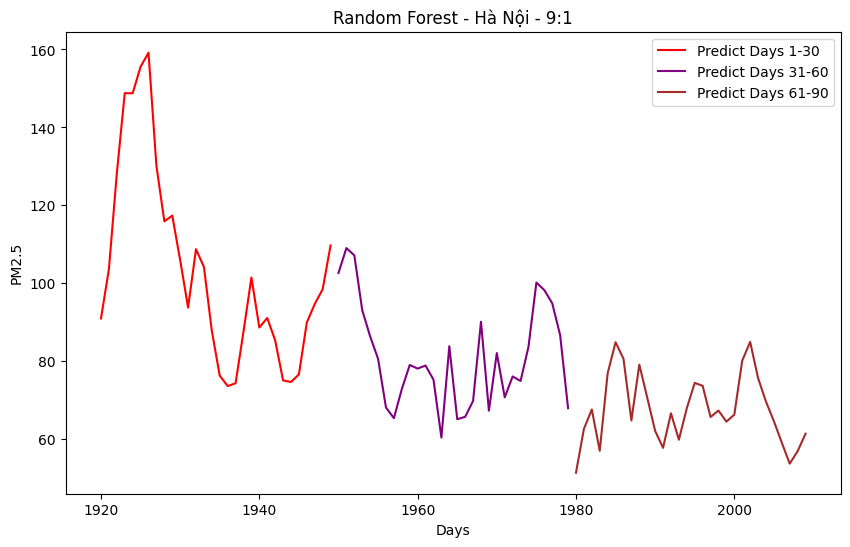 Random Forest - Hà Nội - 9:1
Predict Days 1-30
Predict Days 31-60
Predict Days 61-90
PM2.5
160
140
120
100
80
60
1920
1940
1960
1980
2000
Days